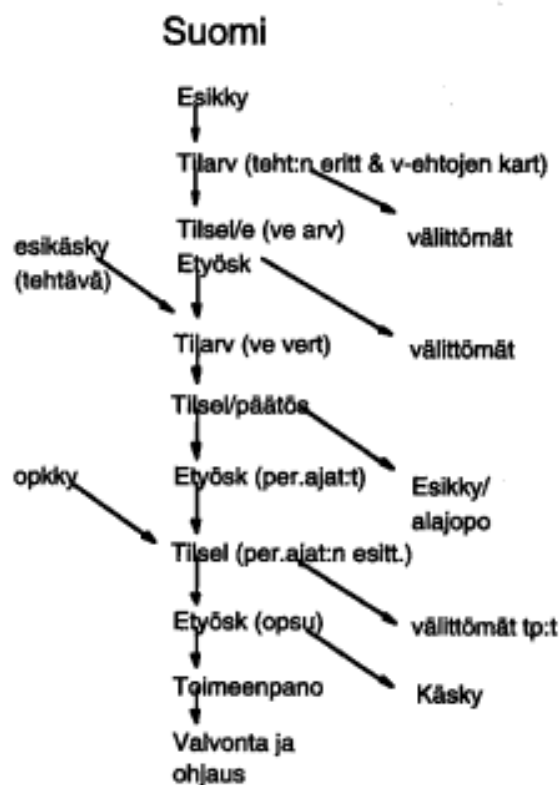 Suomi
Esikky
Tilarv (teht:n eritt & v-ehtojen kart)
Tilsel/e (ve arv)
välittömät
esikäsky
(tehtävä)
Etyösk
Tilarv (ve vert)
välittömät
Tilsel/päätös
opkky
Etyösk (per.ajat:t)
Esikky/
alajopo
Tilsel (per.ajat:n esitt.)
Etyösk (opsu)
välittömät tp:t
Toimeenpano
Käsky
Valvonta ja
ohjaus